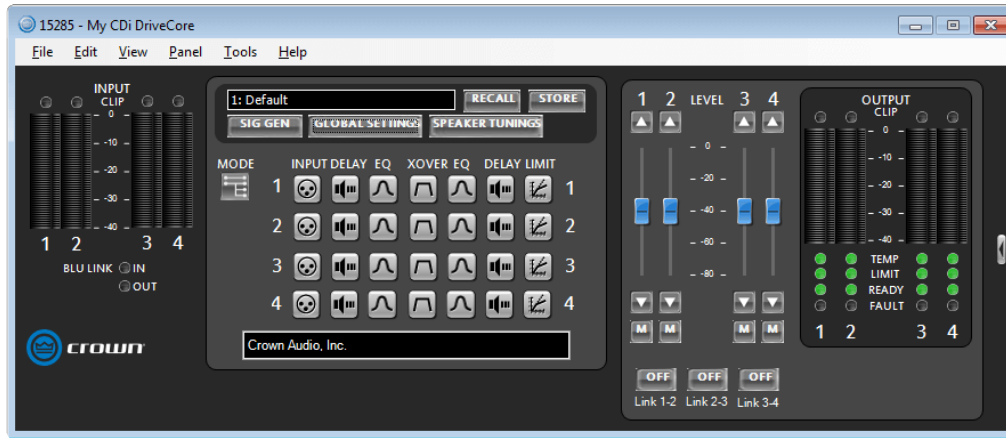 15285 - My CDi DriveCore
File Edit View Panel Tools Help
INPUT
CLIP
0
-10
-20
-30
-40
1 2 3 4
BLU LINK IN
OUT
crown
1: Default RECALL STORE
SIG GEN GLOBAL SETTINGS SPEAKER TUNINGS
MODE INPUT DELAY EQ XOVER EQ DELAY LIMIT
1 1
2 2
3 3
4 4
Crown Audio, Inc.
1 2 LEVEL 3 4
- 0 -
- -20 -
- -40 -
- -60 -
- -80 -
M M M M
OFF OFF OFF
Link 1-2 Link 2-3 Link 3-4
OUTPUT
CLIP
- 0 -
- -10 -
- -20 -
- -30 -
- -40 -
TEMP
LIMIT
READY
FAULT
1 2 3 4